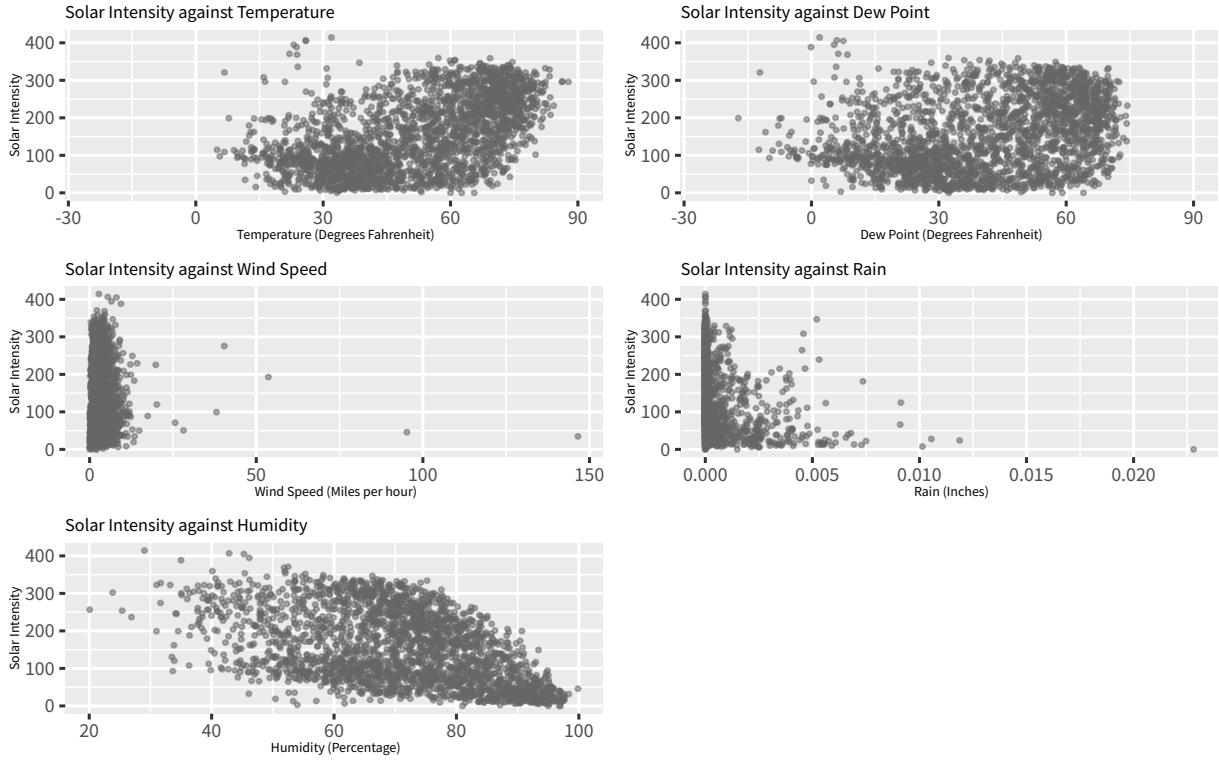 Solar Intensity against Temperature
Solar Intensity
400
300
200
100
0
-30 0 30 60 90
Temperature (Degrees Fahrenheit)
Solar Intensity against Dew Point
Solar Intensity
400
300
200
100
0
-30 0 30 60 90
Dew Point (Degrees Fahrenheit)
Solar Intensity against Wind Speed
Solar Intensity
400
300
200
100
0
0 50 100 150
Wind Speed (Miles per hour)
Solar Intensity against Rain
Solar Intensity
400
300
200
100
0
0.000 0.005 0.010 0.015 0.020
Rain (Inches)
Solar Intensity against Humidity
Solar Intensity
400
300
200
100
0
20 40 60 80 100
Humidity (Percentage)